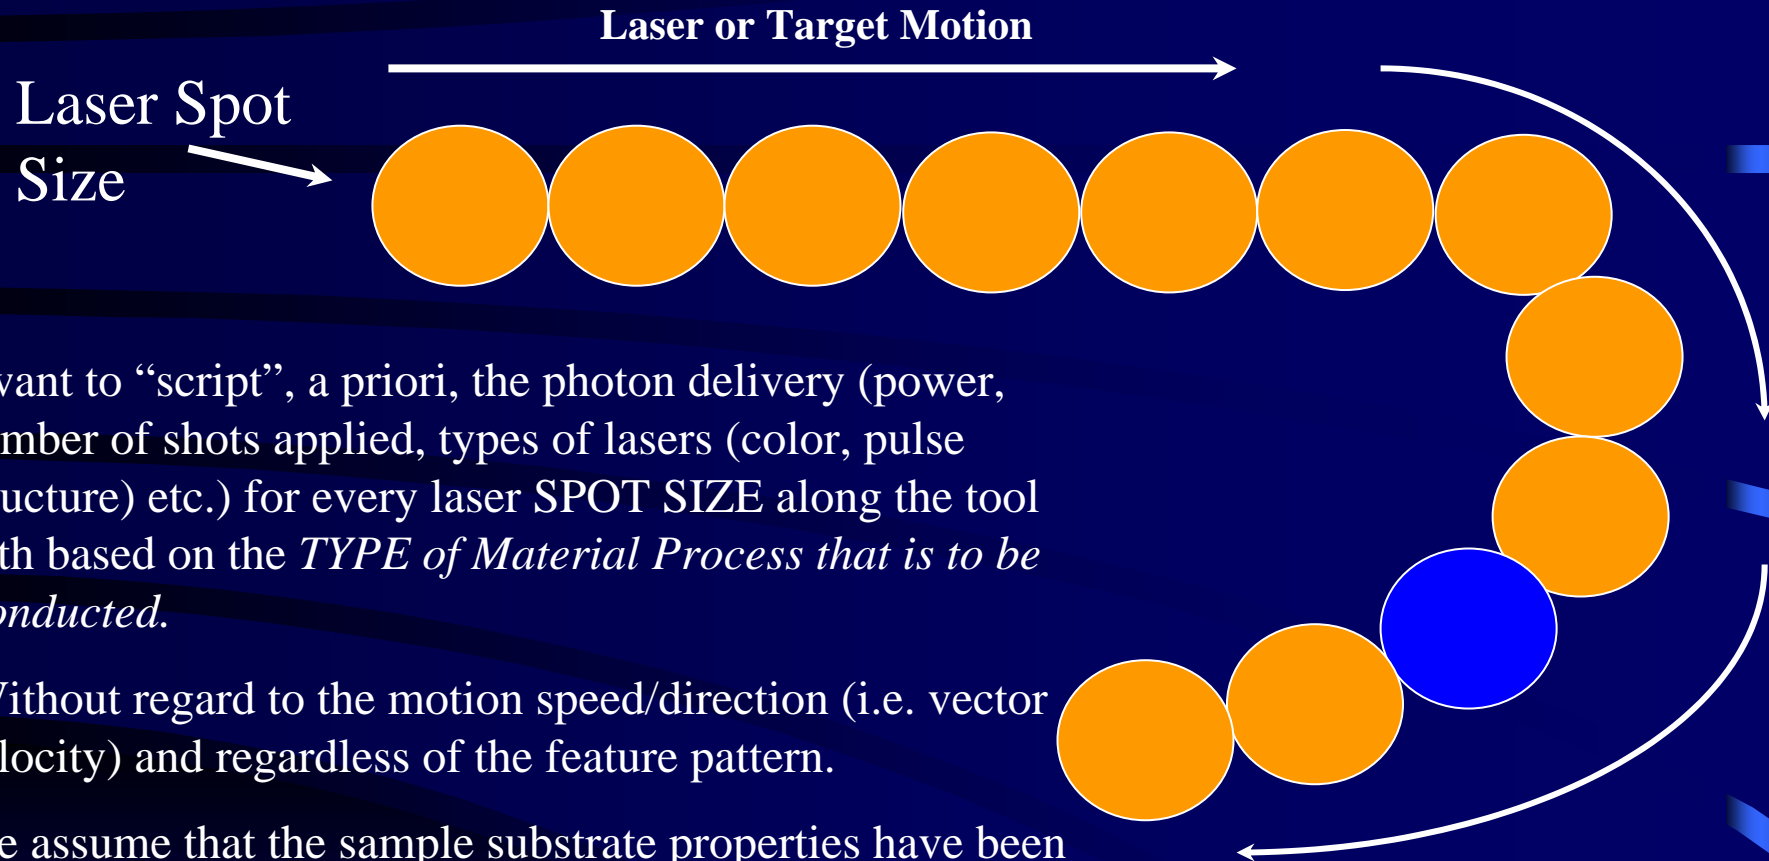 Laser or Target Motion
Laser Spot
Size
want to “script”, a priori, the photon delivery (power,
mber of shots applied, types of lasers (color, pulse
ucture) etc.) for every laser SPOT SIZE along the tool
th based on the TYPE of Material Process that is to be
onducted.
Without regard to the motion speed/direction (i.e. vector
locity) and regardless of the feature pattern.
e assume that the sample substrate properties have been